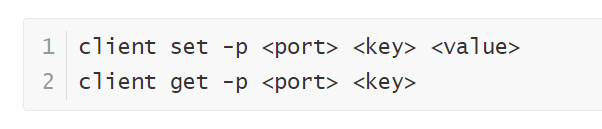 1 client set -p <port> <key> <value>
2 client get -p <port> <key>